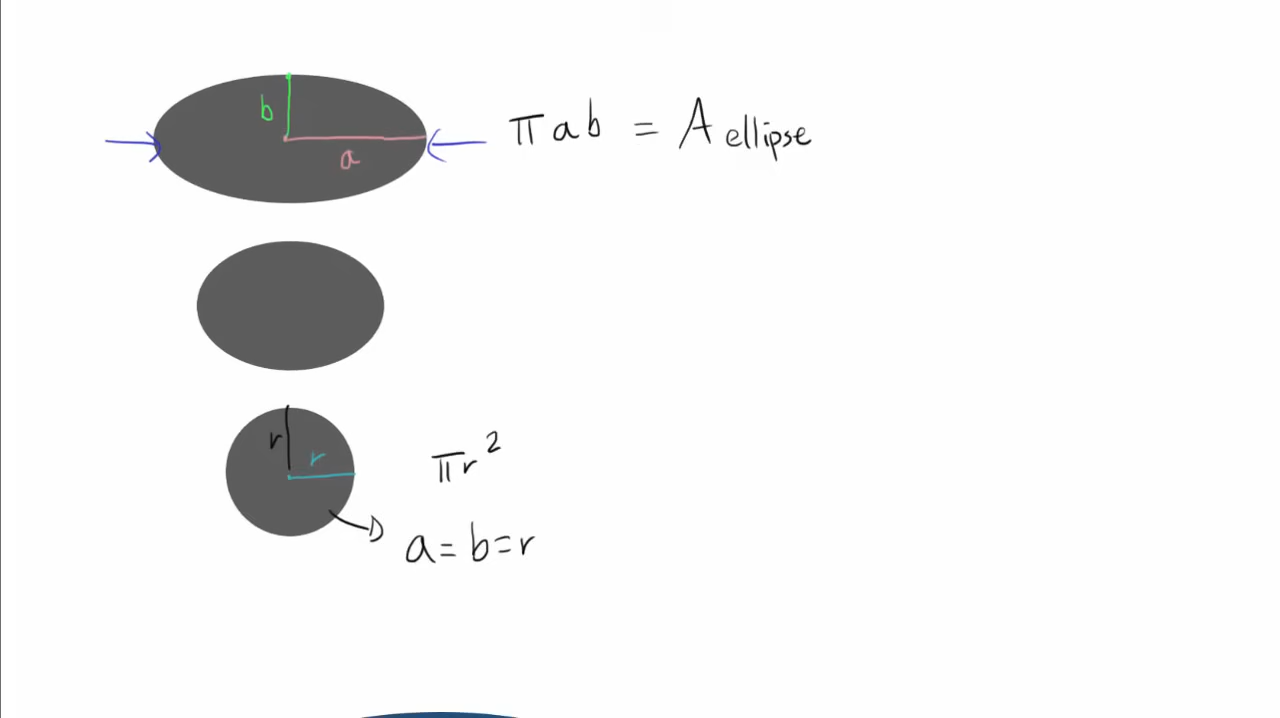 b
a
πab = A ellipse
r
r
πr²
a = b = r